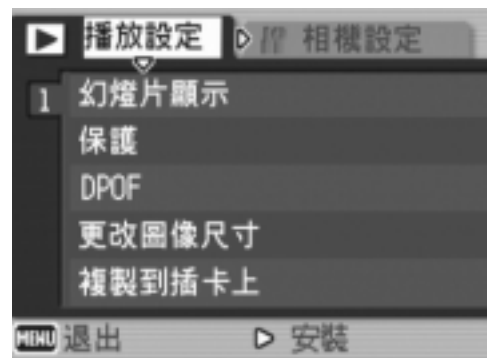 播放設定 相機設定
1 幻燈片顯示
保護
DPOF
更改圖像尺寸
複製到插卡上
MENU 退出 安裝